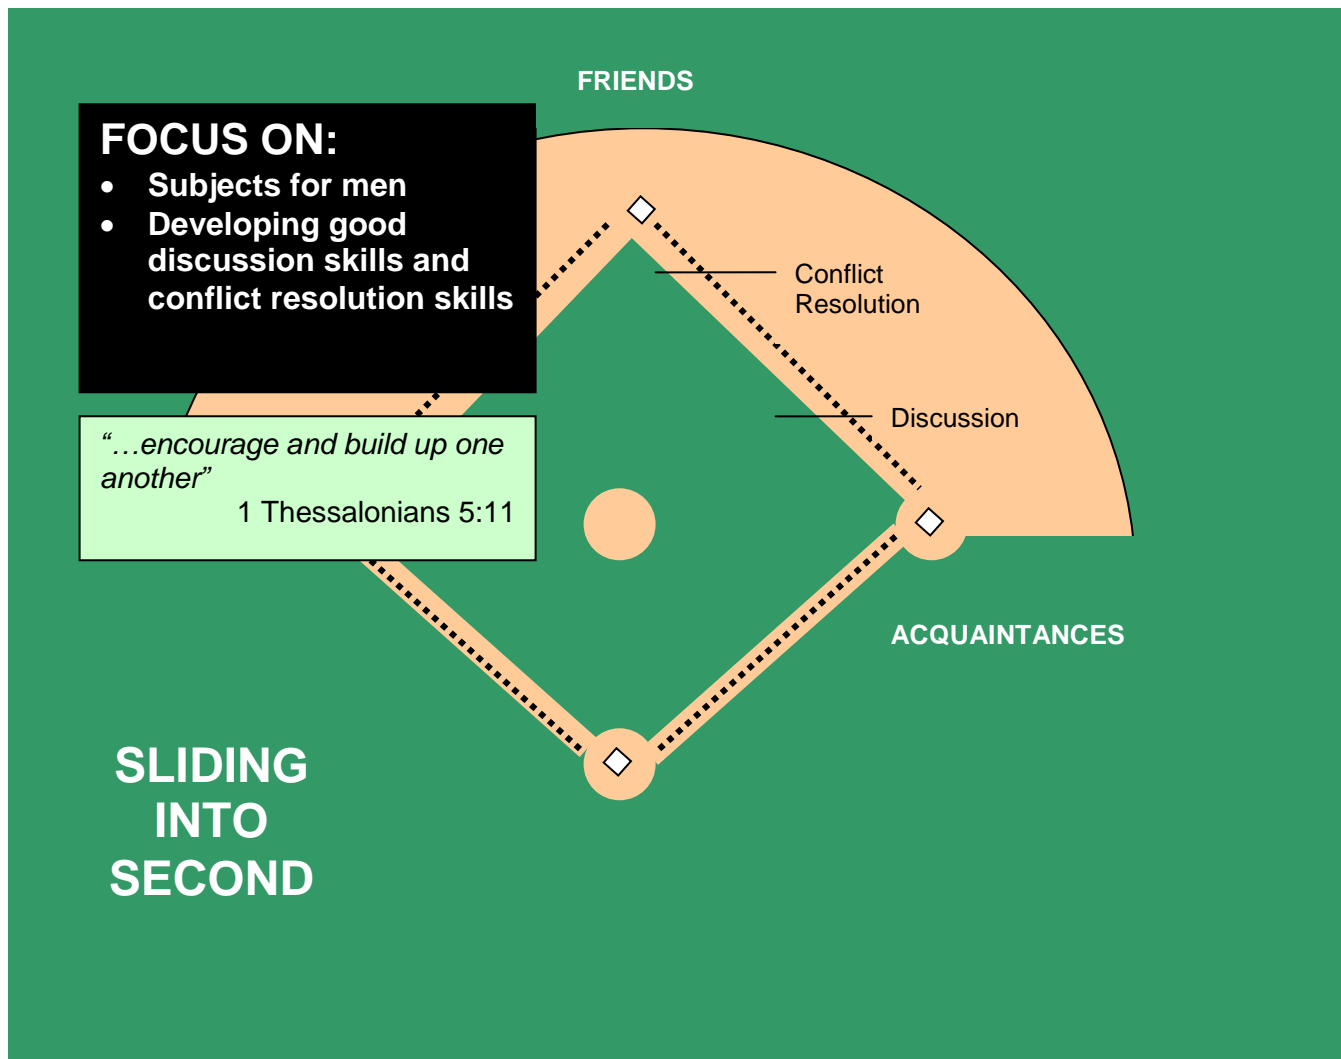 FRIENDS
FOCUS ON:
• Subjects for men
• Developing good
discussion skills and
conflict resolution skills
Conflict
Resolution
Discussion
“…encourage and build up one
another”
1 Thessalonians 5:11
ACQUAINTANCES
SLIDING
INTO
SECOND